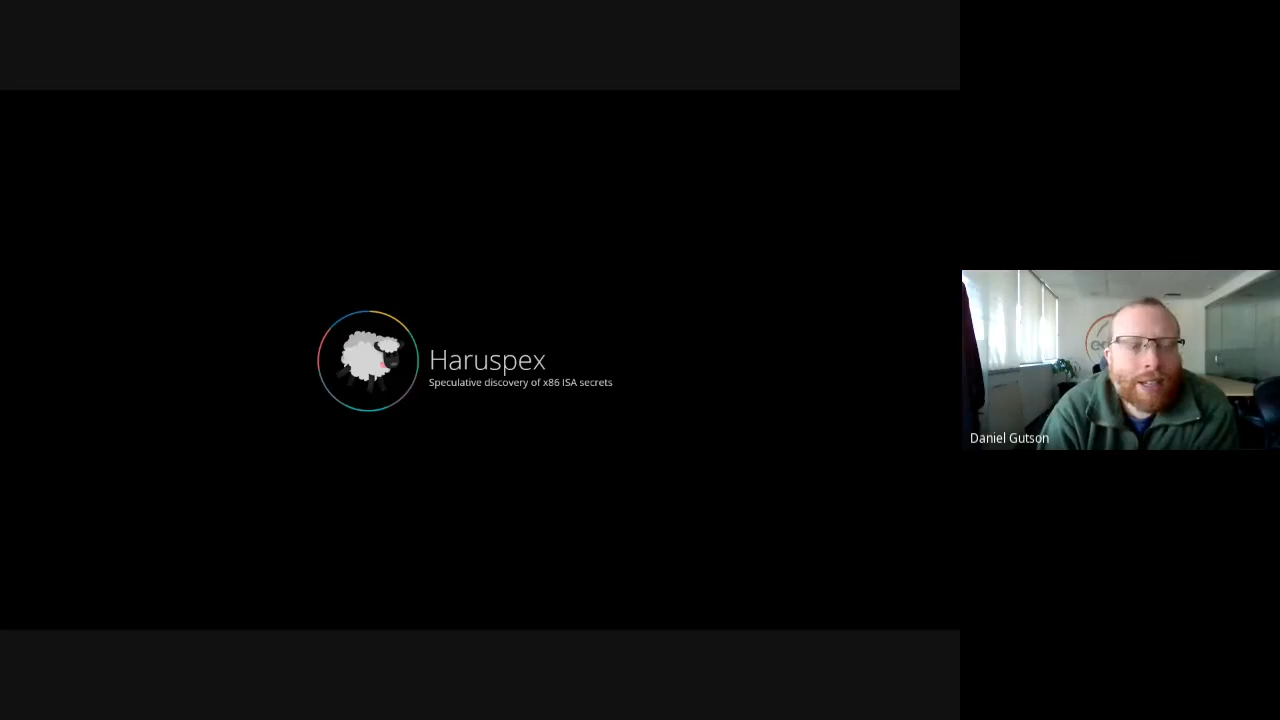 Haruspex
Speculative discovery of x86 ISA secrets
Daniel Gutson